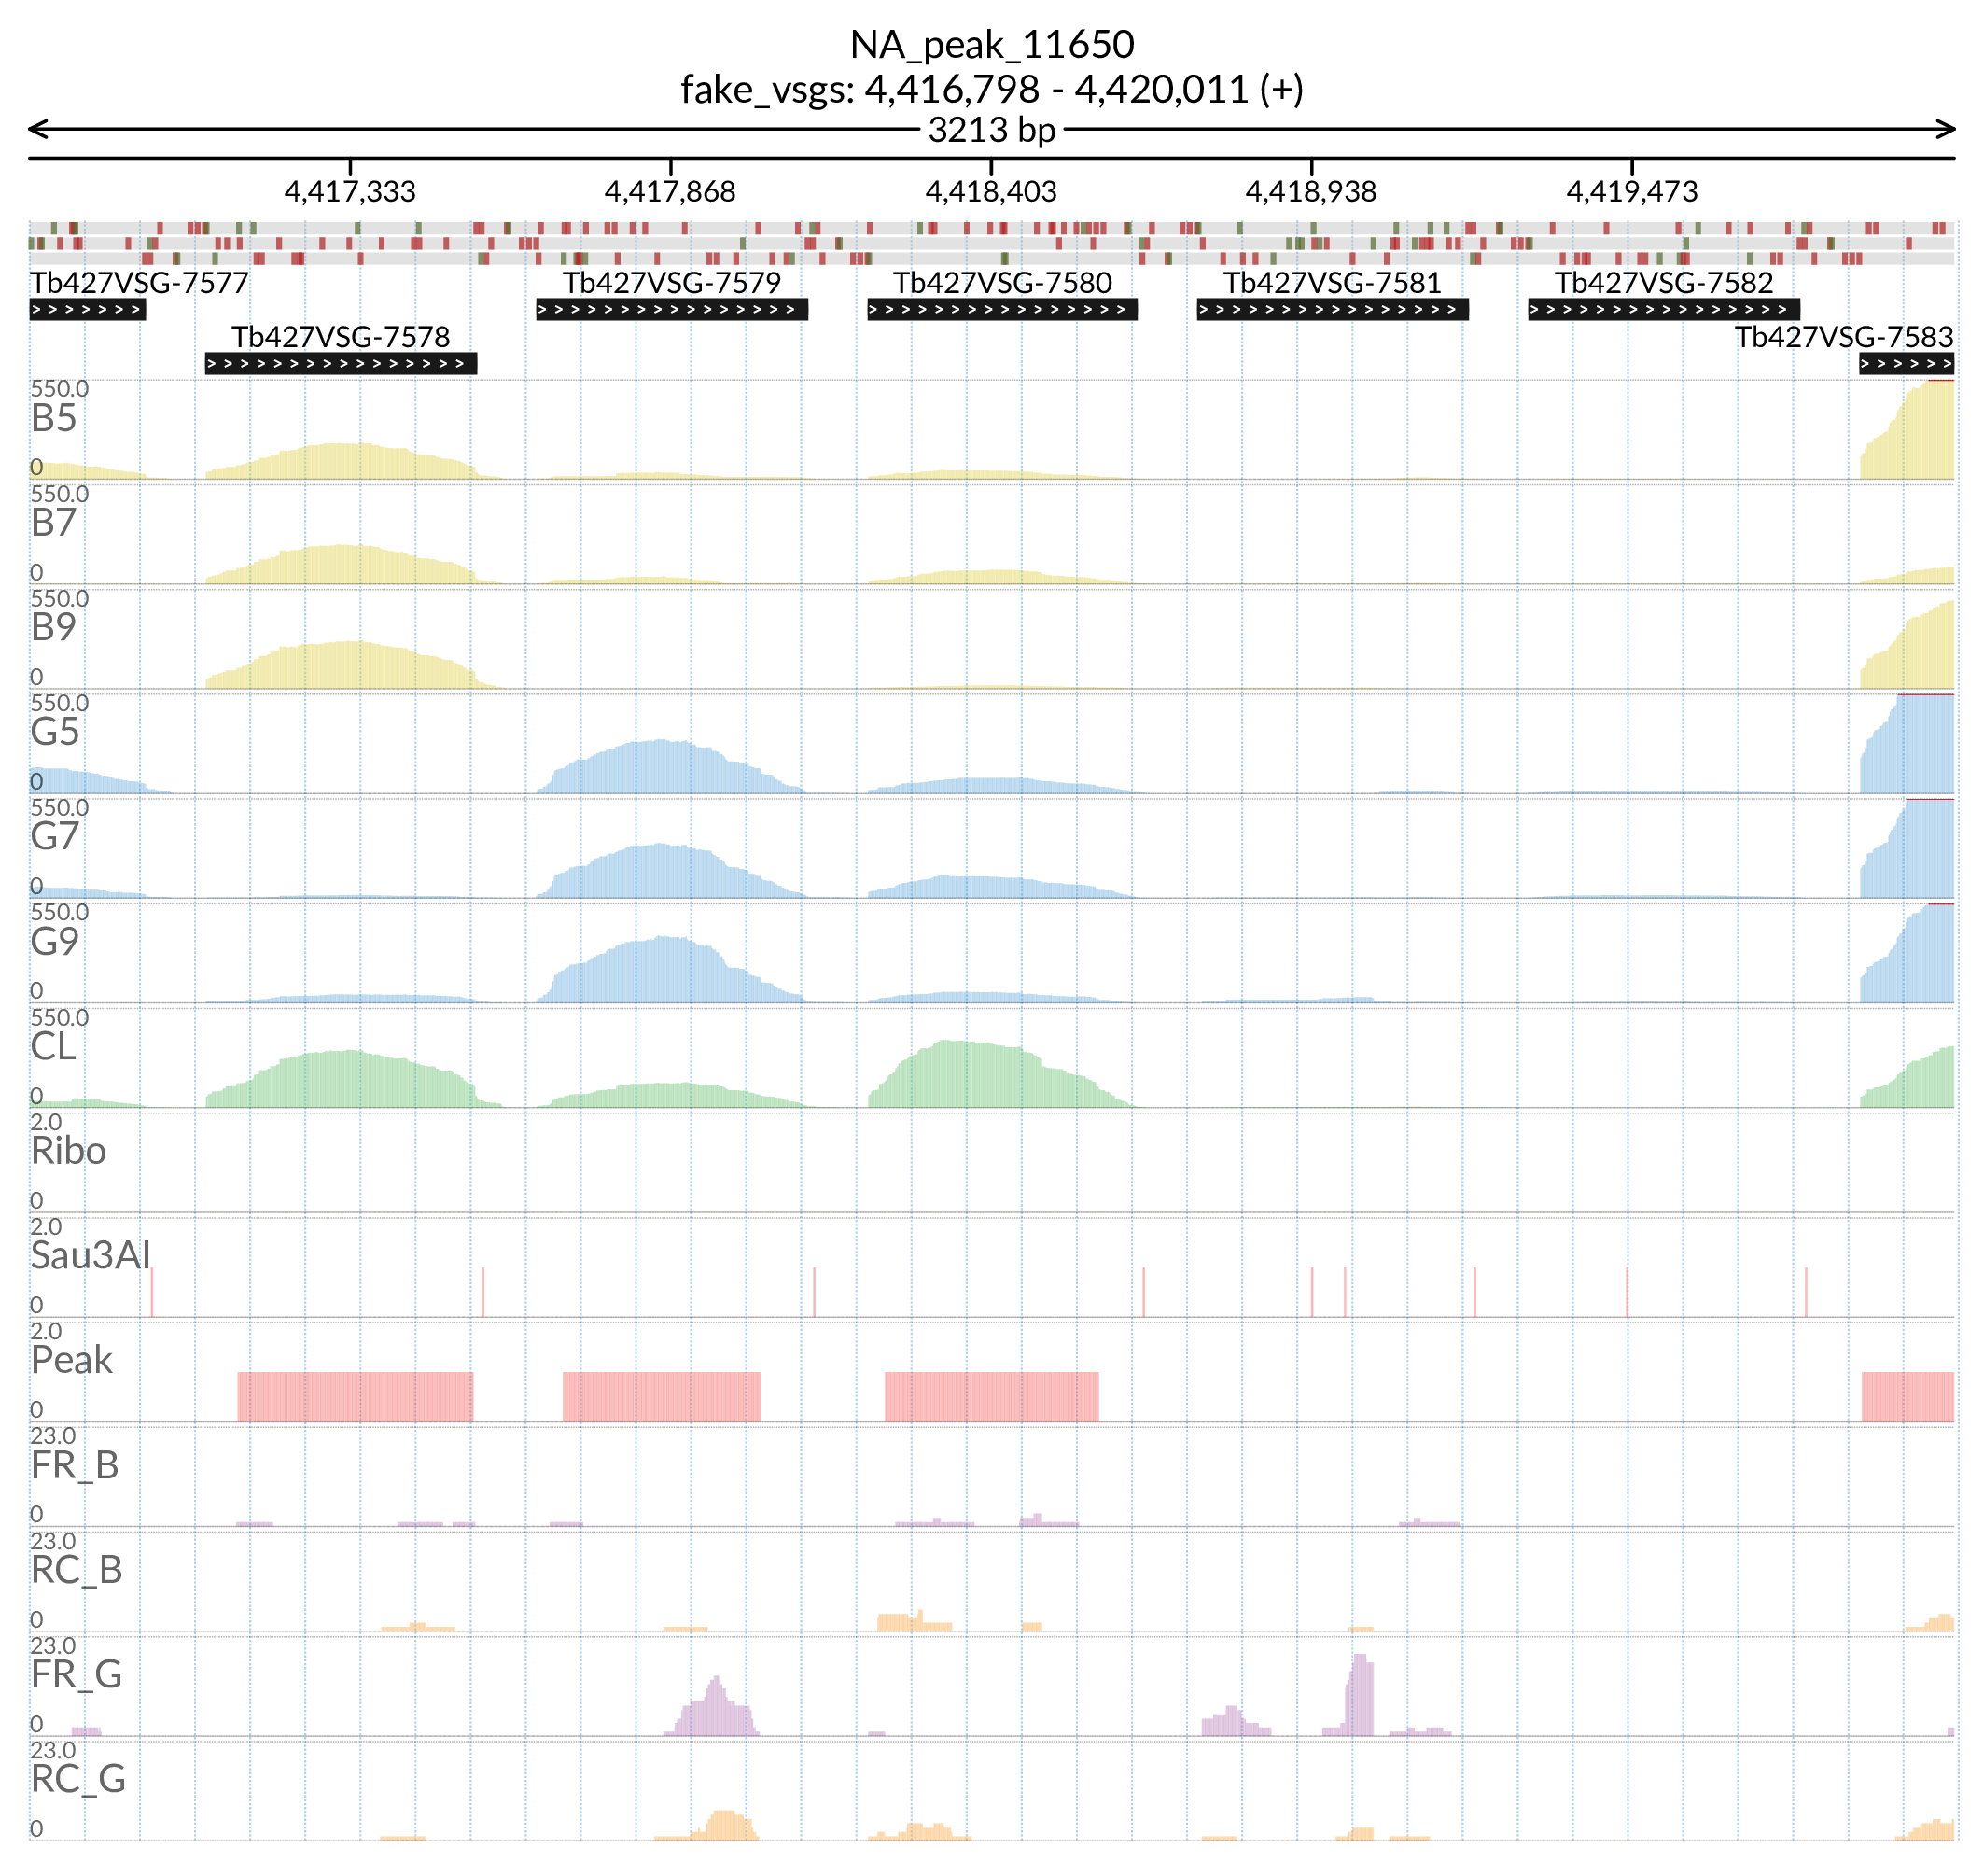 NA_peak_11650
fake_vsgs: 4,416,798 - 4,420,011 (+)
3213 bp
4,417,333 4,417,868 4,418,403 4,418,938 4,419,473
Tb427VSG-7577 Tb427VSG-7579 Tb427VSG-7580 Tb427VSG-7581 Tb427VSG-7582
Tb427VSG-7578 Tb427VSG-7583
550.0
B5
0
550.0
B7
0
550.0
B9
0
550.0
G5
0
550.0
G7
0
550.0
G9
0
550.0
CL
0
2.0
Ribo
0
2.0
Sau3AI
0
2.0
Peak
0
23.0
FR_B
0
23.0
RC_B
0
23.0
FR_G
0
23.0
RC_G
0